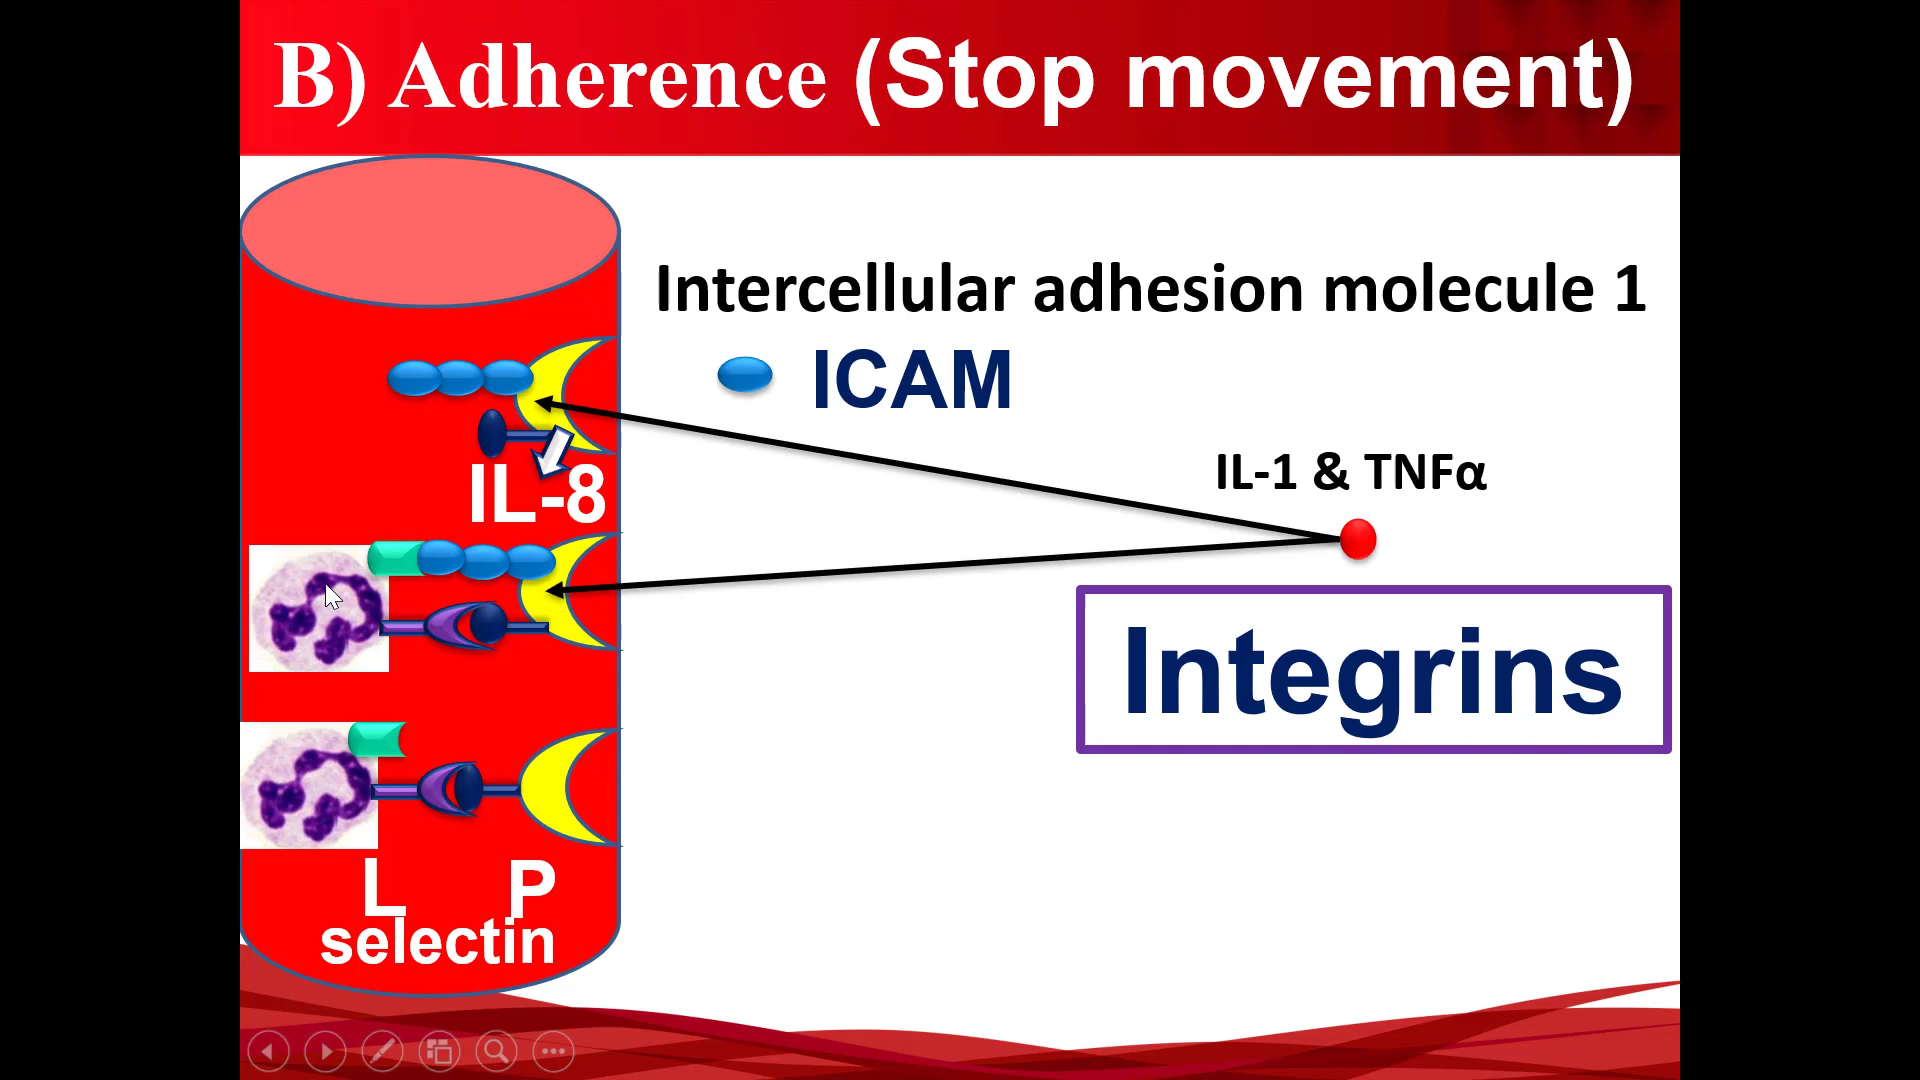 B) Adherence (Stop movement)
Intercellular adhesion molecule 1
ICAM
IL-1 & TNFα
IL-8
Integrins
L P
selectin